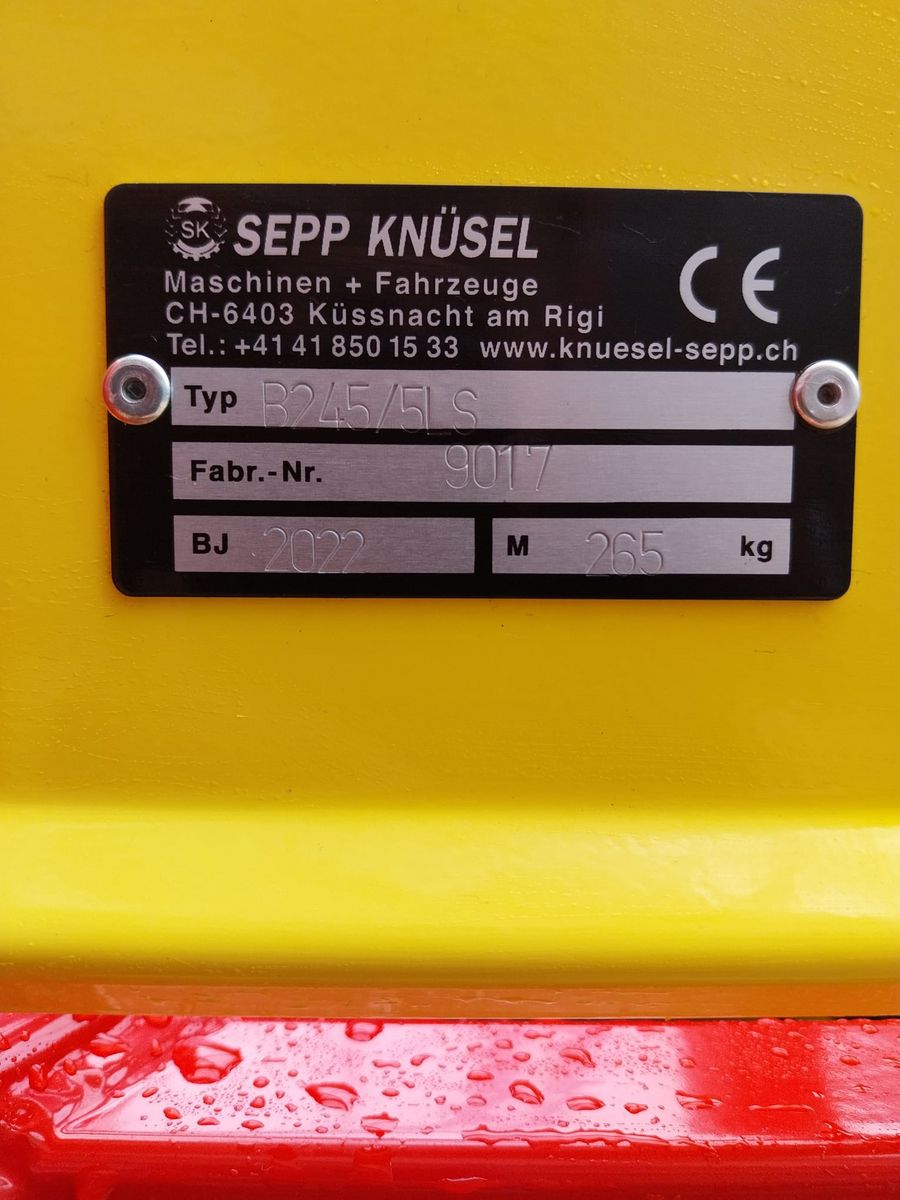 SK SEPP KNÜSEL
Maschinen + Fahrzeuge
CH-6403 Küssnacht am Rigi
Tel.: +41 41 850 15 33 www.knuesel-sepp.ch
CE
Typ B245/5LS
Fabr.-Nr. 9017
BJ 2022 M 265 kg